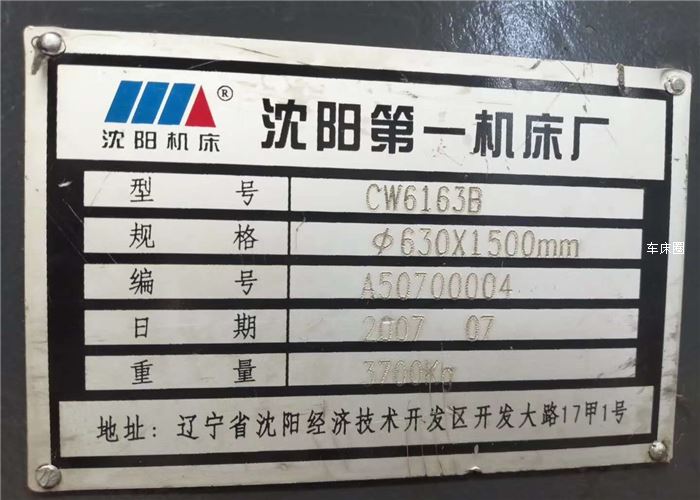 沈阳机床 ®
沈阳第一机床厂
型号 CW6163B
规格 φ630X1500mm
编号 A50700004
日期 2007 07
重量 3700Kg
地址：辽宁省沈阳经济技术开发区开发大路17甲1号
车床圈